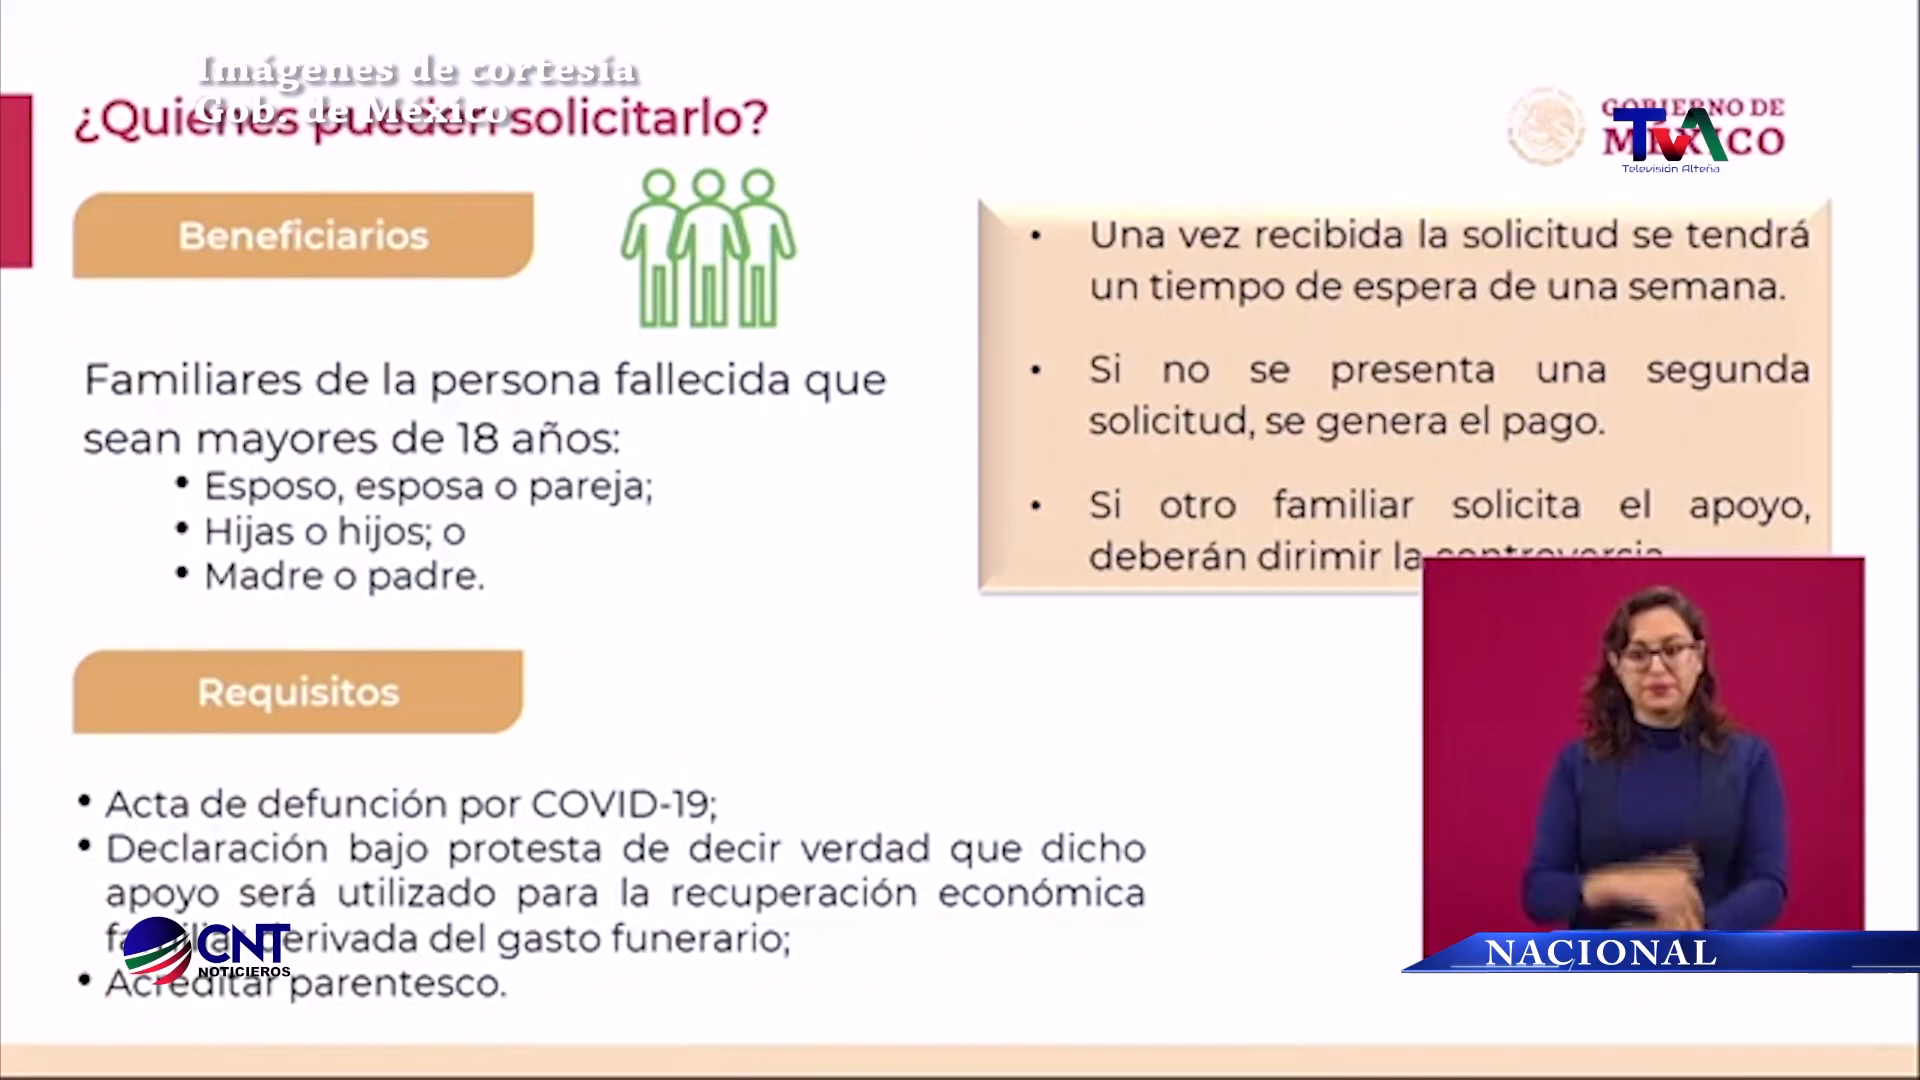 Imágenes de cortesía
Gob. de México
¿Quiénes pueden solicitarlo?
GOBIERNO DE
MÉXICO
TVA
Televisión Alteña
Beneficiarios
Familiares de la persona fallecida que
sean mayores de 18 años:
• Esposo, esposa o pareja;
• Hijas o hijos; o
• Madre o padre.
• Una vez recibida la solicitud se tendrá
un tiempo de espera de una semana.
• Si no se presenta una segunda
solicitud, se genera el pago.
• Si otro familiar solicita el apoyo,
deberán dirimir la controversia
Requisitos
• Acta de defunción por COVID-19;
• Declaración bajo protesta de decir verdad que dicho
apoyo será utilizado para la recuperación económica
familiar derivada del gasto funerario;
• Acreditar parentesco.
CNT
NOTICIEROS
NACIONAL